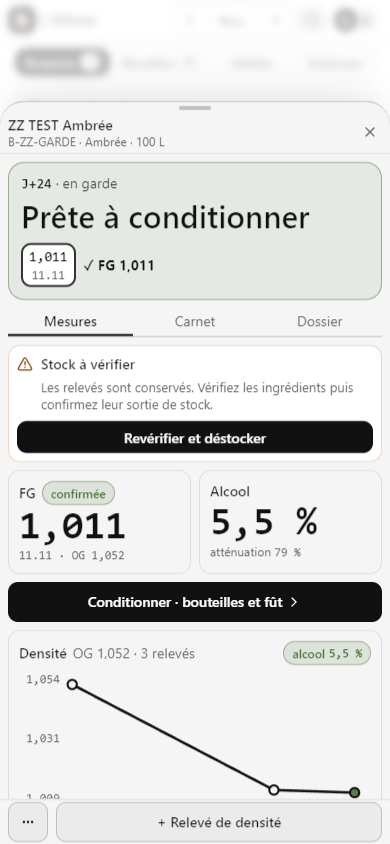 ZZ TEST Ambrée
B-ZZ-GARDE · Ambrée · 100 L
×
J+24 · en garde
Prête à conditionner
1,011
11.11
✓ FG 1,011
Mesures
Carnet
Dossier
Stock à vérifier
Les relevés sont conservés. Vérifiez les ingrédients puis
confirmez leur sortie de stock.
Revérifier et déstocker
FG confirmée
1,011
11.11 · OG 1,052
Alcool
5,5 %
atténuation 79 %
Conditionner · bouteilles et fût >
Densité OG 1,052 · 3 relevés
alcool 5,5 %
1,054
1,031
1,009
...
+ Relevé de densité